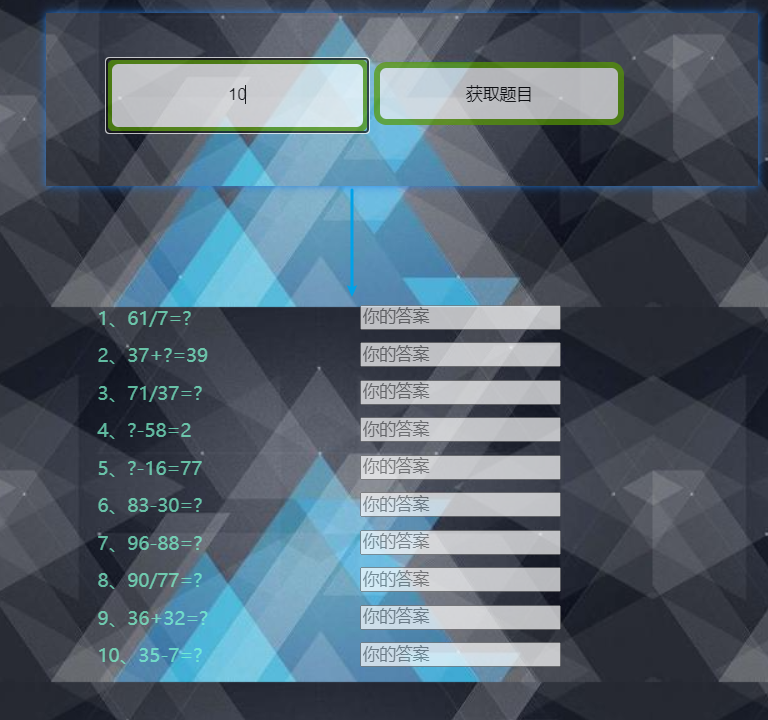 10 获取题目
1、61/7=? 你的答案
2、37+?=39 你的答案
3、71/37=? 你的答案
4、?-58=2 你的答案
5、?-16=77 你的答案
6、83-30=? 你的答案
7、96-88=? 你的答案
8、90/77=? 你的答案
9、36+32=? 你的答案
10、35-7=? 你的答案